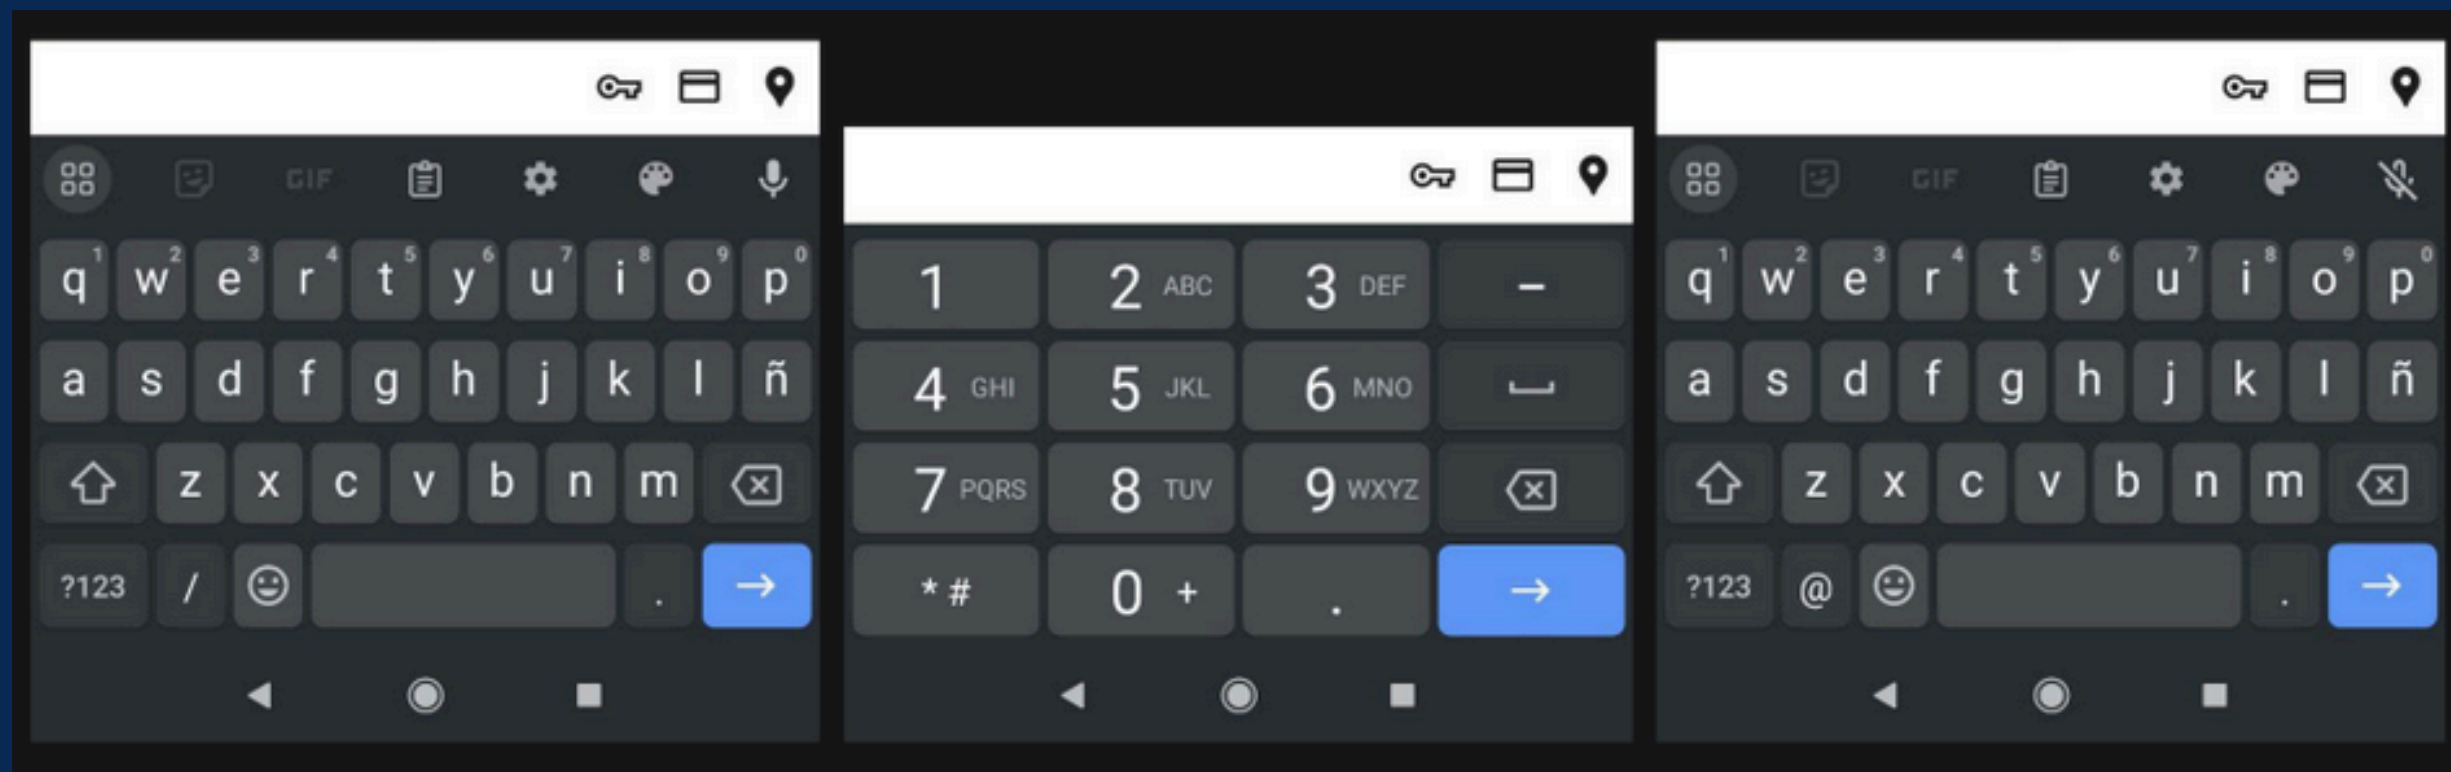 GIF
q1 w2 e3 r4 t5 y6 u7 i8 o9 p0
a s d f g h j k l ñ
z x c v b n m
?123 / .
1 2 ABC 3 DEF -
4 GHI 5 JKL 6 MNO
7 PQRS 8 TUV 9 WXYZ
* # 0 + .
GIF
q1 w2 e3 r4 t5 y6 u7 i8 o9 p0
a s d f g h j k l ñ
z x c v b n m
?123 @ .